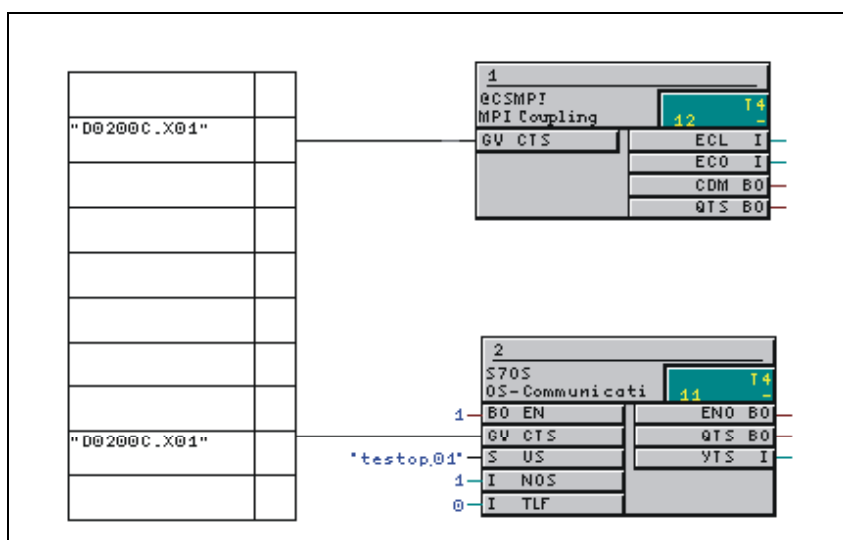 1
@CSMPI
MPI Coupling
T4
12 -
"D0200C.X01"
GV CTS
ECL I
ECO I
CDM BO
QTS BO
2
S7OS
OS-Communicati
T4
11 -
1
BO EN
ENO BO
"D0200C.X01"
GV CTS
QTS BO
"testop,01"
S US
YTS I
1
I NOS
0
I TLF